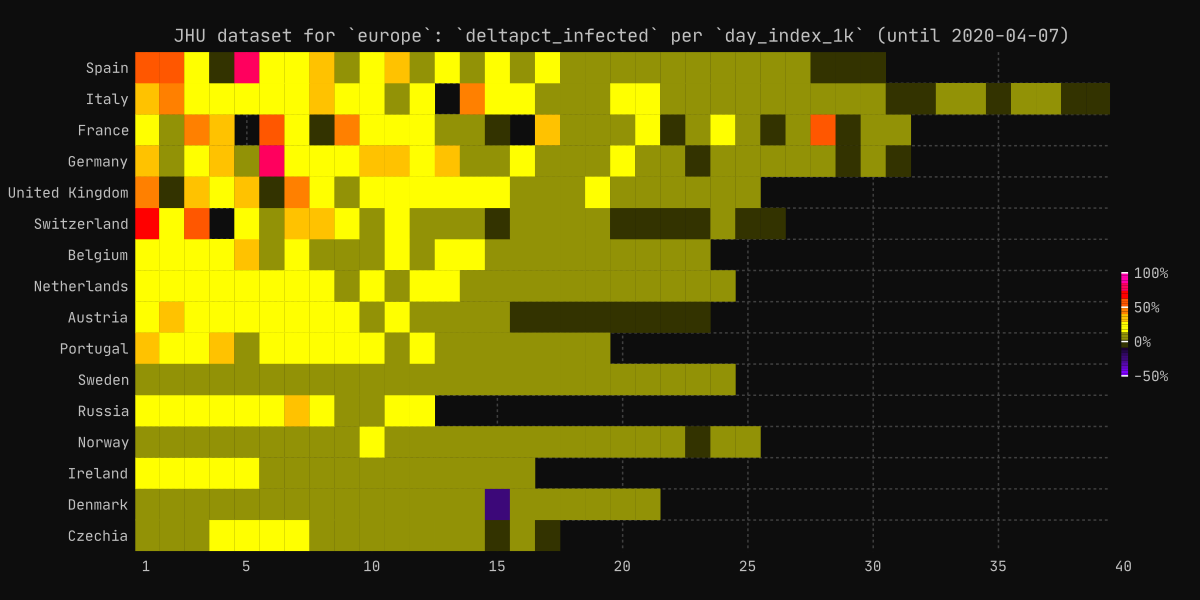 JHU dataset for `europe`: `deltapct_infected` per `day_index_1k` (until 2020-04-07)
Spain
Italy
France
Germany
United Kingdom
Switzerland
Belgium
Netherlands
Austria
Portugal
Sweden
Russia
Norway
Ireland
Denmark
Czechia
1 5 10 15 20 25 30 35 40
100%
50%
0%
-50%